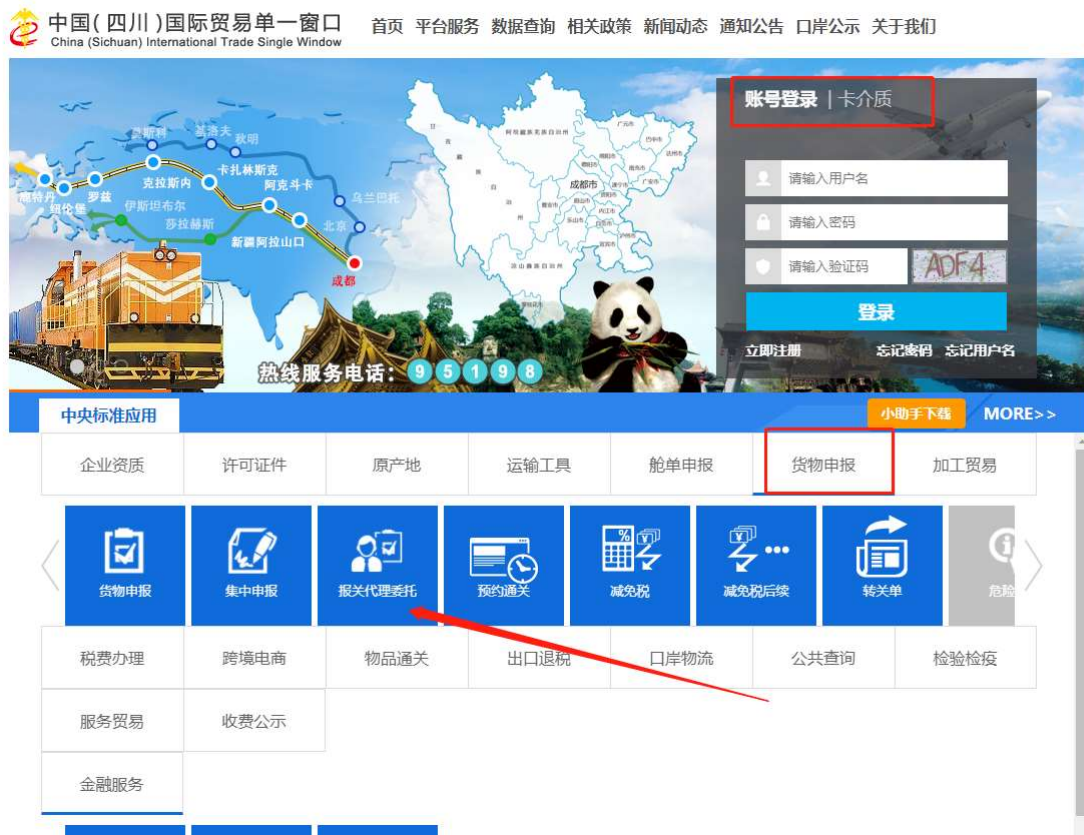 中国(四川)国际贸易单一窗口
China (Sichuan) International Trade Single Window
首页 平台服务 数据查询 相关政策 新闻动态 通知公告 口岸公示 关于我们
账号登录 | 卡介质
请输入用户名
请输入密码
请输入验证码 ADF4
登录
立即注册 忘记密码 忘记用户名
莫斯科 基洛夫 秋明
克拉斯内 卡扎林斯克
罗兹 阿克斗卡
纽伦堡 伊斯坦布尔 乌兰巴托
莎拉赫斯 北京
新疆阿拉山口
成都
成都市
热线服务电话: 95198
中央标准应用 小助手下载 MORE>>
企业资质 许可证件 原产地 运输工具 舱单申报 货物申报 加工贸易
货物申报 集中申报 报关代理委托 预约通关 减免税 减免税后续 转关单 危险
税费办理 跨境电商 物品通关 出口退税 口岸物流 公共查询 检验检疫
服务贸易 收费公示
金融服务